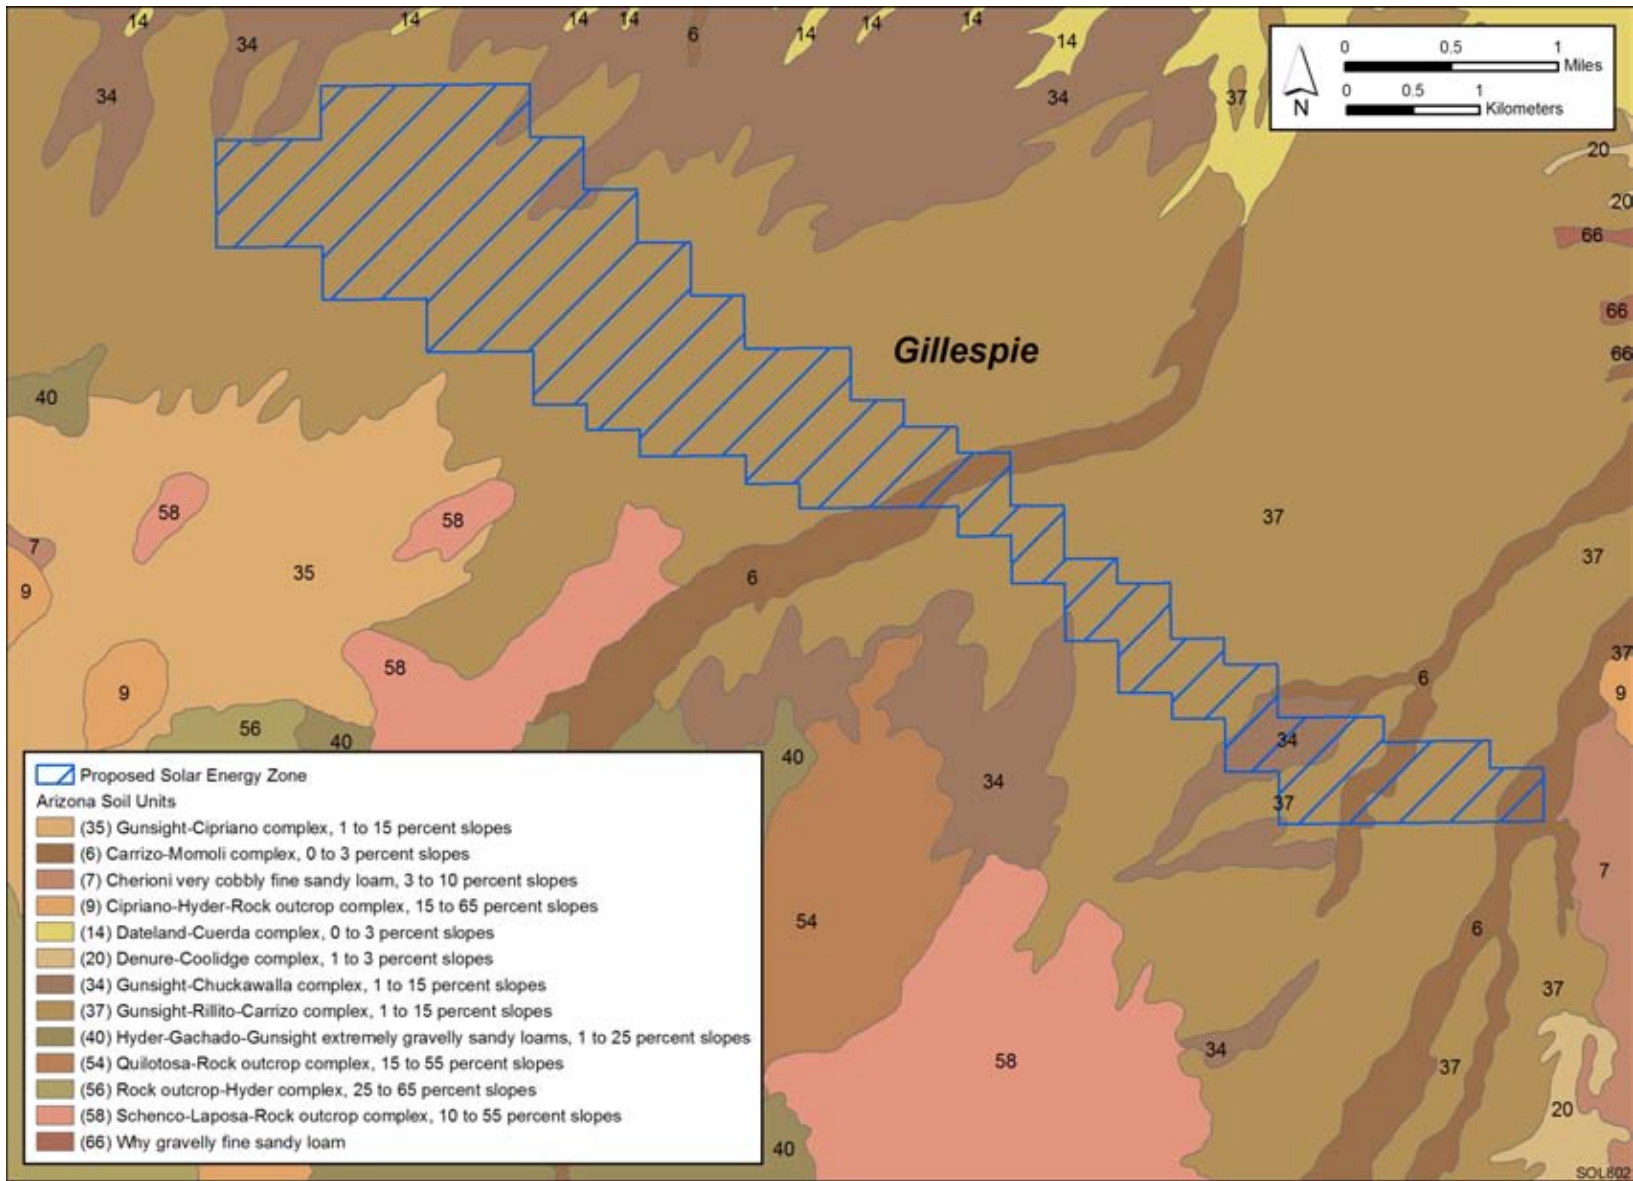 14
14
14
14
14
14
14
6
14
34
34
34
37
0 0.5 1
Miles
0 0.5 1
Kilometers
N
20
20
66
66
66
Gillespie
40
58
58
7
35
9
6
37
37
58
9
37
6
9
56
40
40
34
34
37
7
54
6
37
34
58
37
20
40
Proposed Solar Energy Zone
Arizona Soil Units
(35) Gunsight-Cipriano complex, 1 to 15 percent slopes
(6) Carrizo-Momoli complex, 0 to 3 percent slopes
(7) Cherioni very cobbly fine sandy loam, 3 to 10 percent slopes
(9) Cipriano-Hyder-Rock outcrop complex, 15 to 65 percent slopes
(14) Dateland-Cuerda complex, 0 to 3 percent slopes
(20) Denure-Coolidge complex, 1 to 3 percent slopes
(34) Gunsight-Chuckawalla complex, 1 to 15 percent slopes
(37) Gunsight-Rillito-Carrizo complex, 1 to 15 percent slopes
(40) Hyder-Gachado-Gunsight extremely gravelly sandy loams, 1 to 25 percent slopes
(54) Quilotosa-Rock outcrop complex, 15 to 55 percent slopes
(56) Rock outcrop-Hyder complex, 25 to 65 percent slopes
(58) Schenco-Laposa-Rock outcrop complex, 10 to 55 percent slopes
(66) Why gravelly fine sandy loam
SOL802